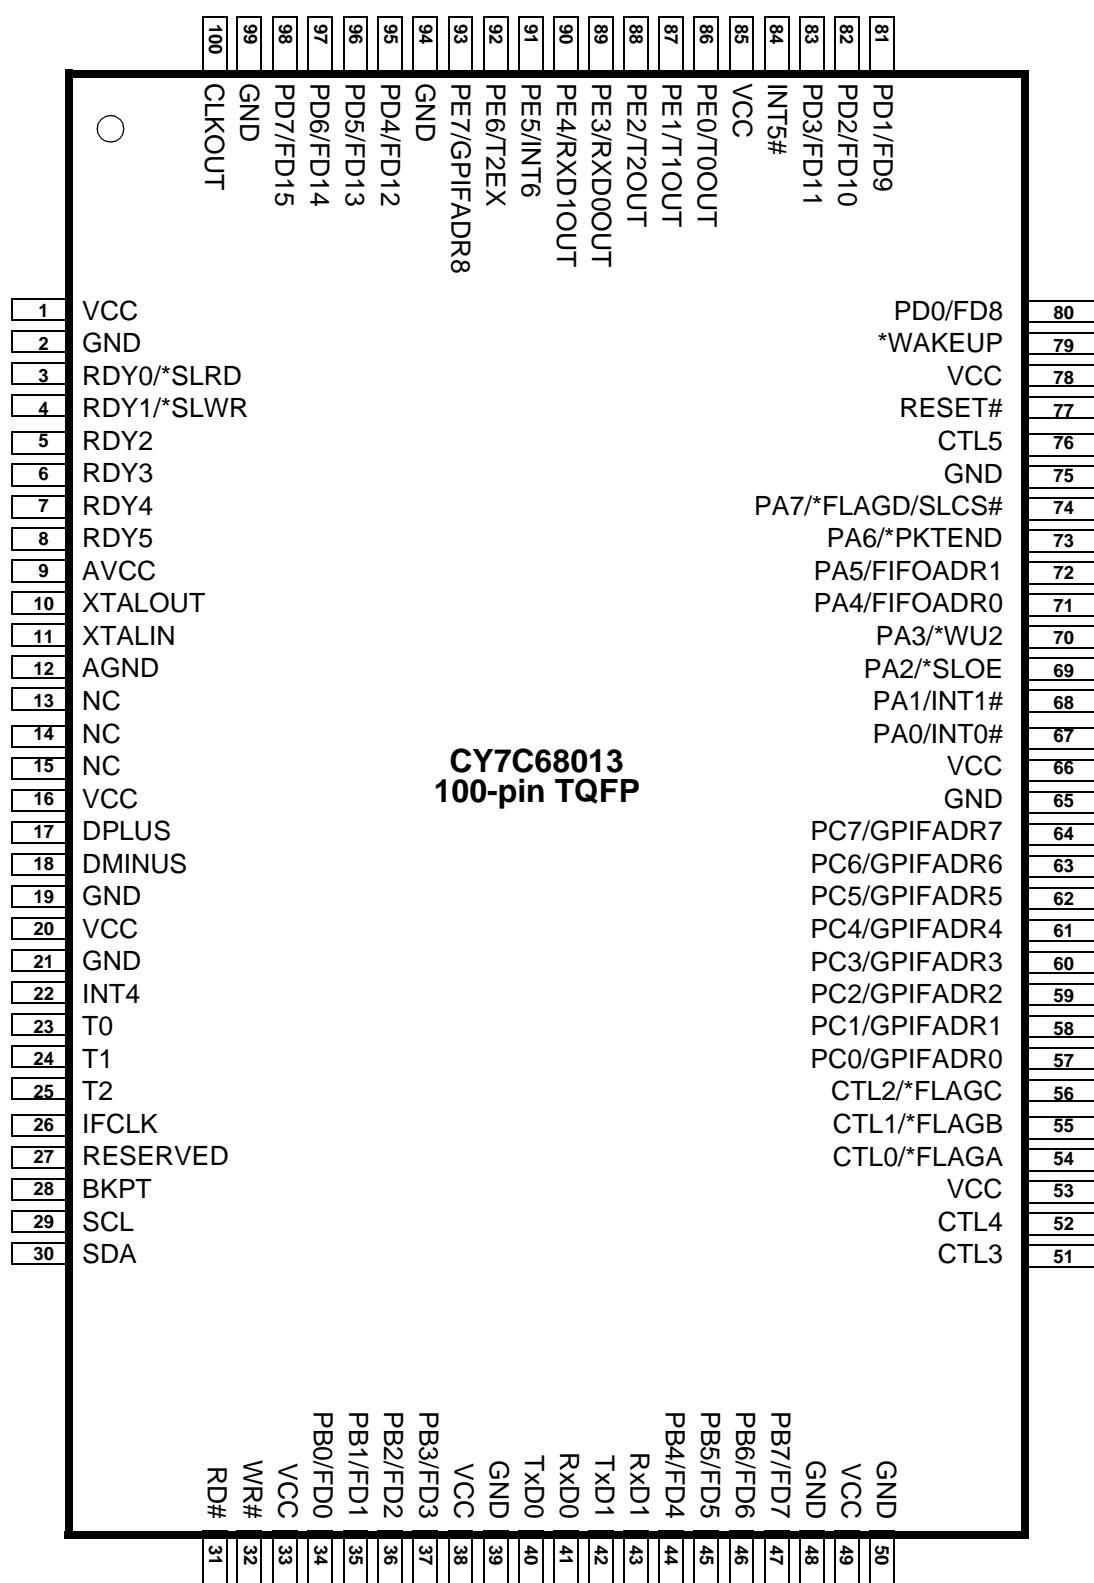 100 99 98 97 96 95 94 93 92 91 90 89 88 87 86 85 84 83 82 81
CLKOUT
GND
PD7/FD15
PD6/FD14
PD5/FD13
PD4/FD12
GND
PE7/GPIFADR8
PE6/T2EX
PE5/INT6
PE4/RXD1OUT
PE3/RXD0OUT
PE2/T2OUT
PE1/T1OUT
PE0/T0OUT
VCC
INT5#
PD3/FD11
PD2/FD10
PD1/FD9
1 VCC PD0/FD8 80
2 GND *WAKEUP 79
3 RDY0/*SLRD VCC 78
4 RDY1/*SLWR RESET# 77
5 RDY2 CTL5 76
6 RDY3 GND 75
7 RDY4 PA7/*FLAGD/SLCS# 74
8 RDY5 PA6/*PKTEND 73
9 AVCC PA5/FIFOADR1 72
10 XTALOUT PA4/FIFOADR0 71
11 XTALIN PA3/*WU2 70
12 AGND PA2/*SLOE 69
13 NC PA1/INT1# 68
14 NC PA0/INT0# 67
CY7C68013
15 NC VCC 66
100-pin TQFP
16 VCC GND 65
17 DPLUS PC7/GPIFADR7 64
18 DMINUS PC6/GPIFADR6 63
19 GND PC5/GPIFADR5 62
20 VCC PC4/GPIFADR4 61
21 GND PC3/GPIFADR3 60
22 INT4 PC2/GPIFADR2 59
23 T0 PC1/GPIFADR1 58
24 T1 PC0/GPIFADR0 57
25 T2 CTL2/*FLAGC 56
26 IFCLK CTL1/*FLAGB 55
27 RESERVED CTL0/*FLAGA 54
28 BKPT VCC 53
29 SCL CTL4 52
30 SDA CTL3 51
RD#
WR#
VCC
PB0/FD0
PB1/FD1
PB2/FD2
PB3/FD3
VCC
GND
TxD0
RxD0
TxD1
RxD1
PB4/FD4
PB5/FD5
PB6/FD6
PB7/FD7
GND
VCC
GND
31 32 33 34 35 36 37 38 39 40 41 42 43 44 45 46 47 48 49 50